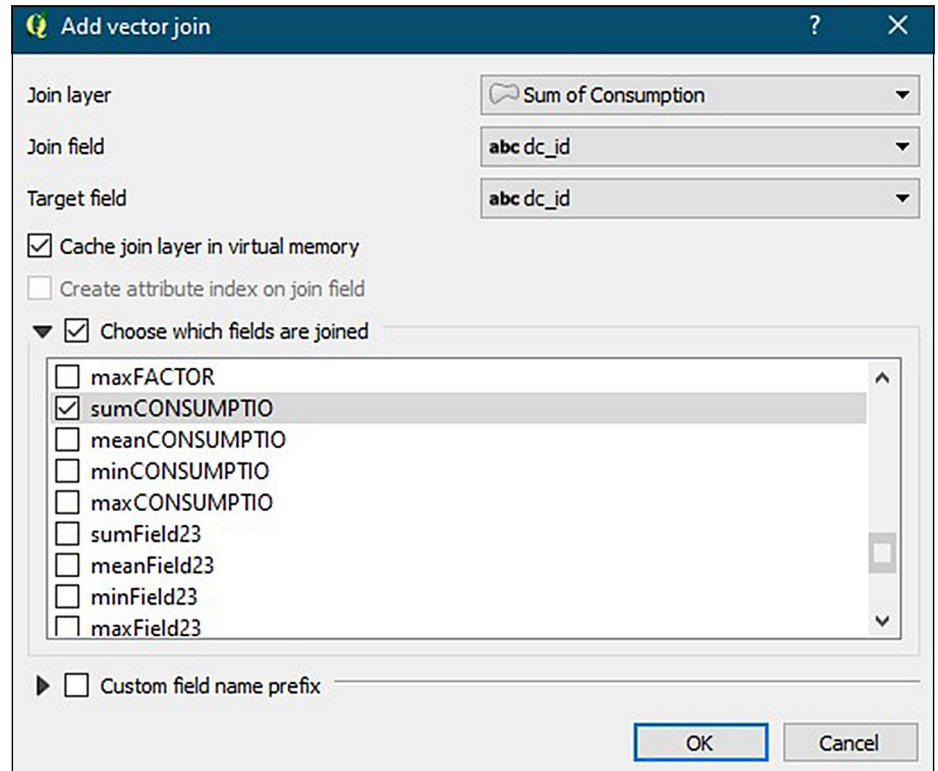 Add vector join ? ×
Join layer Sum of Consumption
Join field abc dc_id
Target field abc dc_id
Cache join layer in virtual memory
Create attribute index on join field
Choose which fields are joined
maxFACTOR
sumCONSUMPTIO
meanCONSUMPTIO
minCONSUMPTIO
maxCONSUMPTIO
sumField23
meanField23
minField23
maxField23
Custom field name prefix
OK Cancel